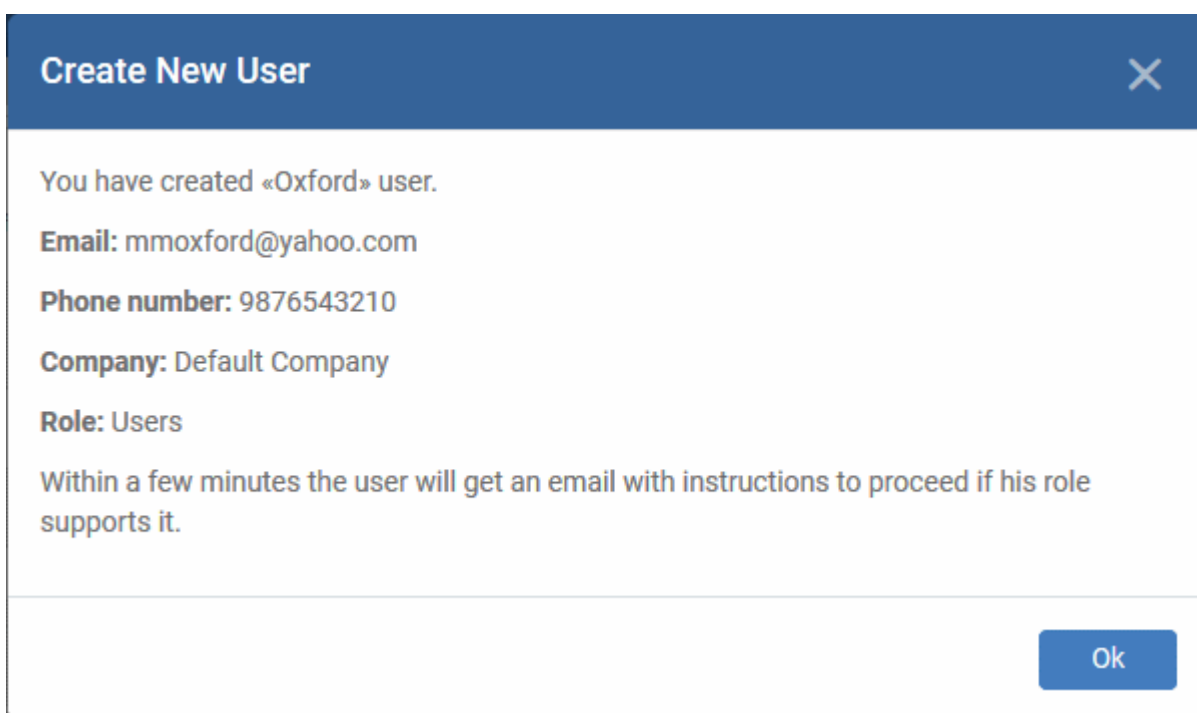 Create New User
You have created «Oxford» user.
Email: mmoxford@yahoo.com
Phone number: 9876543210
Company: Default Company
Role: Users
Within a few minutes the user will get an email with instructions to proceed if his role
supports it.
Ok